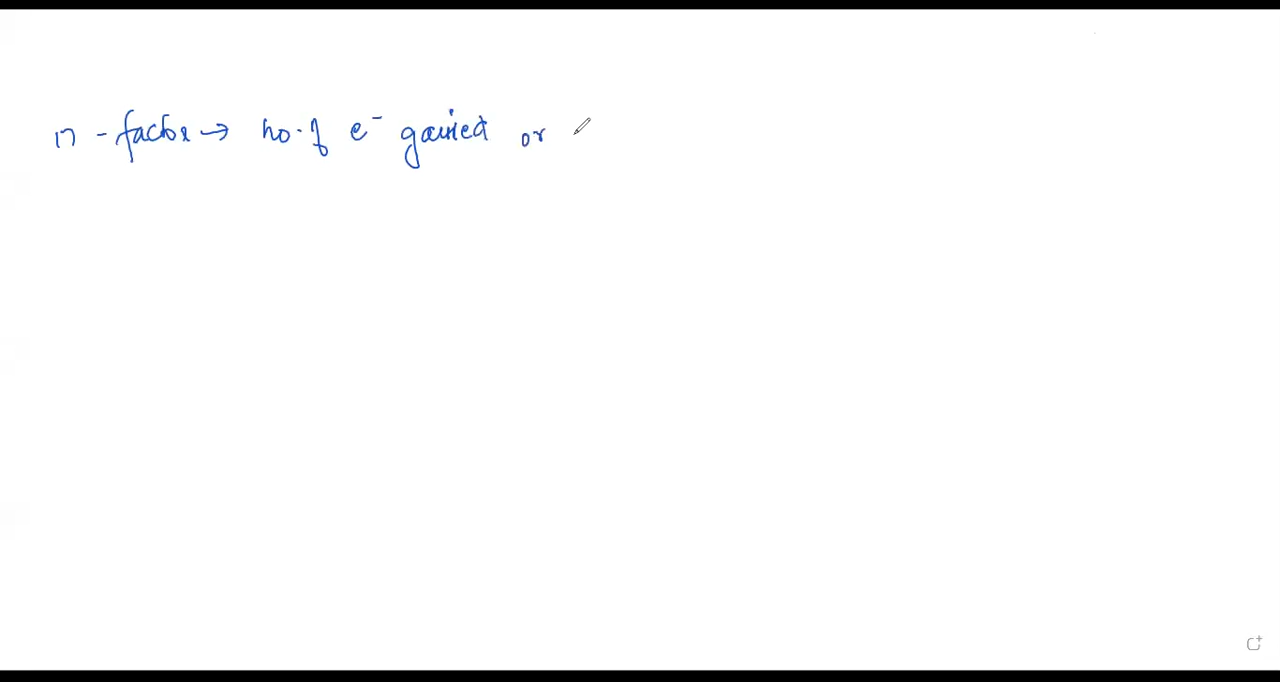 n - factor → no. of e⁻ gained or